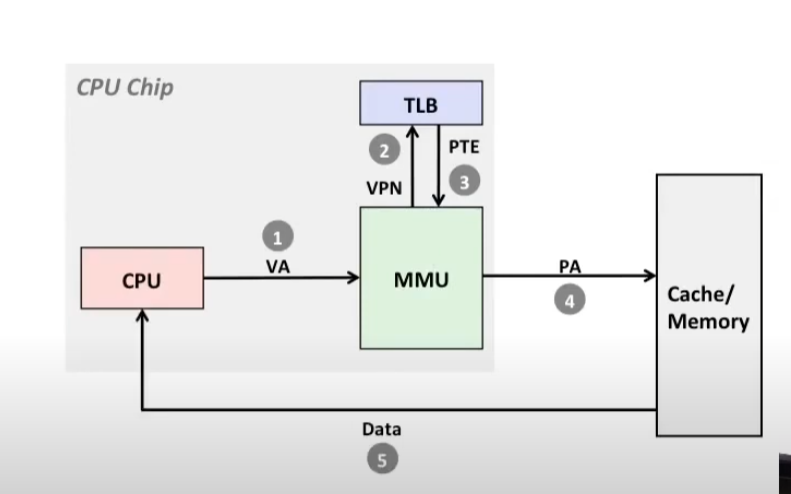 CPU Chip
TLB
2
PTE
VPN
3
1
VA
CPU
MMU
PA
4
Cache/
Memory
Data
5